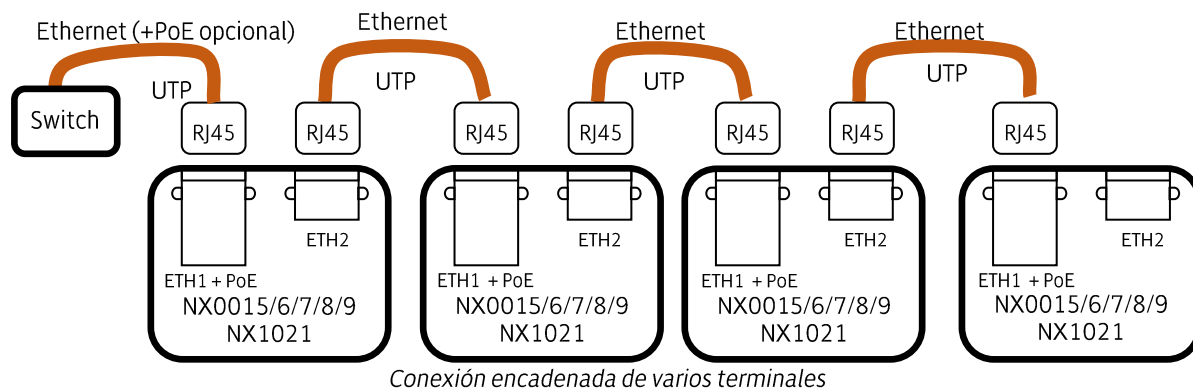 Ethernet (+PoE opcional)
Ethernet
Ethernet
Ethernet
UTP
UTP
UTP
UTP
Switch
RJ45
RJ45
RJ45
RJ45
RJ45
RJ45
RJ45
ETH2
ETH2
ETH2
ETH2
ETH1 + PoE
ETH1 + PoE
ETH1 + PoE
ETH1 + PoE
NX0015/6/7/8/9
NX1021
NX0015/6/7/8/9
NX1021
NX0015/6/7/8/9
NX1021
NX0015/6/7/8/9
NX1021
Conexión encadenada de varios terminales